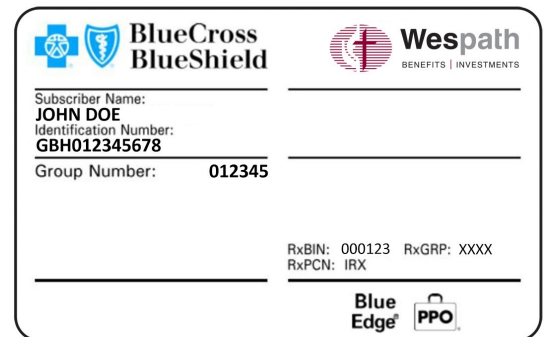 BlueCross
BlueShield
Wespath
BENEFITS | INVESTMENTS
Subscriber Name:
JOHN DOE
Identification Number:
GBH012345678
Group Number: 012345
RxBIN: 000123 RxGRP: XXXX
RxPCN: IRX
Blue
Edge®
PPO®